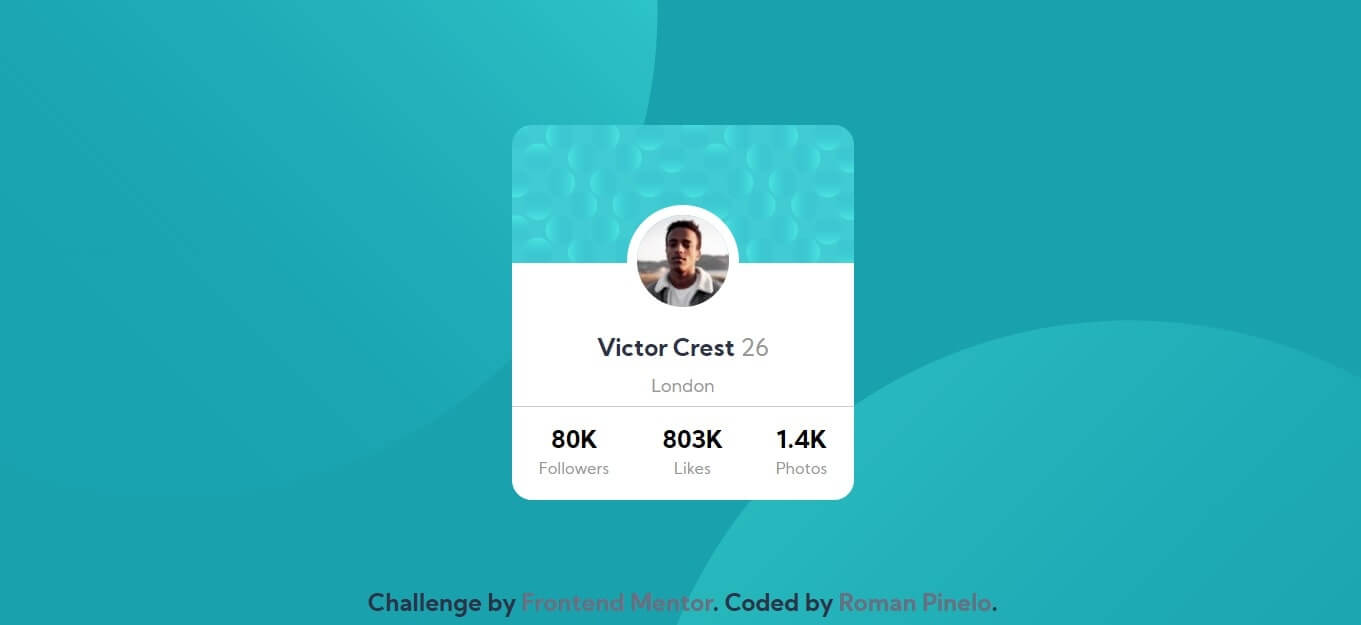 Victor Crest 26
London
80K 803K 1.4K
Followers Likes Photos
Challenge by Frontend Mentor. Coded by Roman Pinelo.